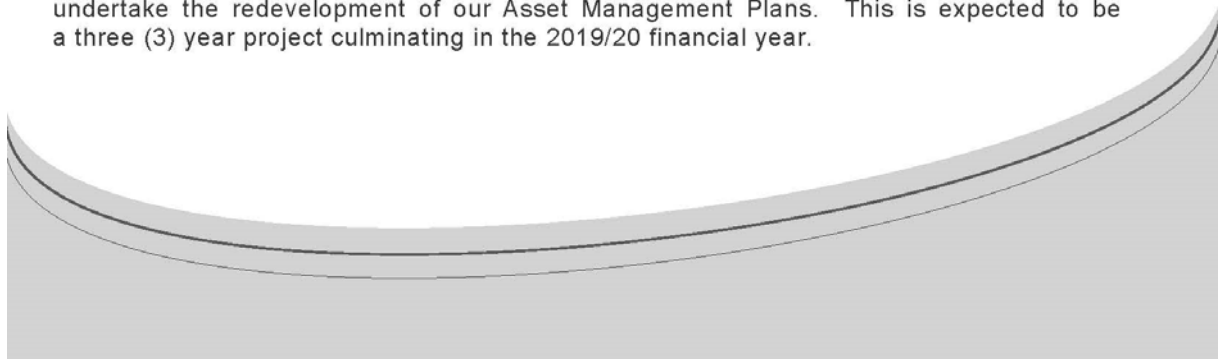 undertake the redevelopment of our Asset Management Plans. This is expected to be
a three (3) year project culminating in the 2019/20 financial year.